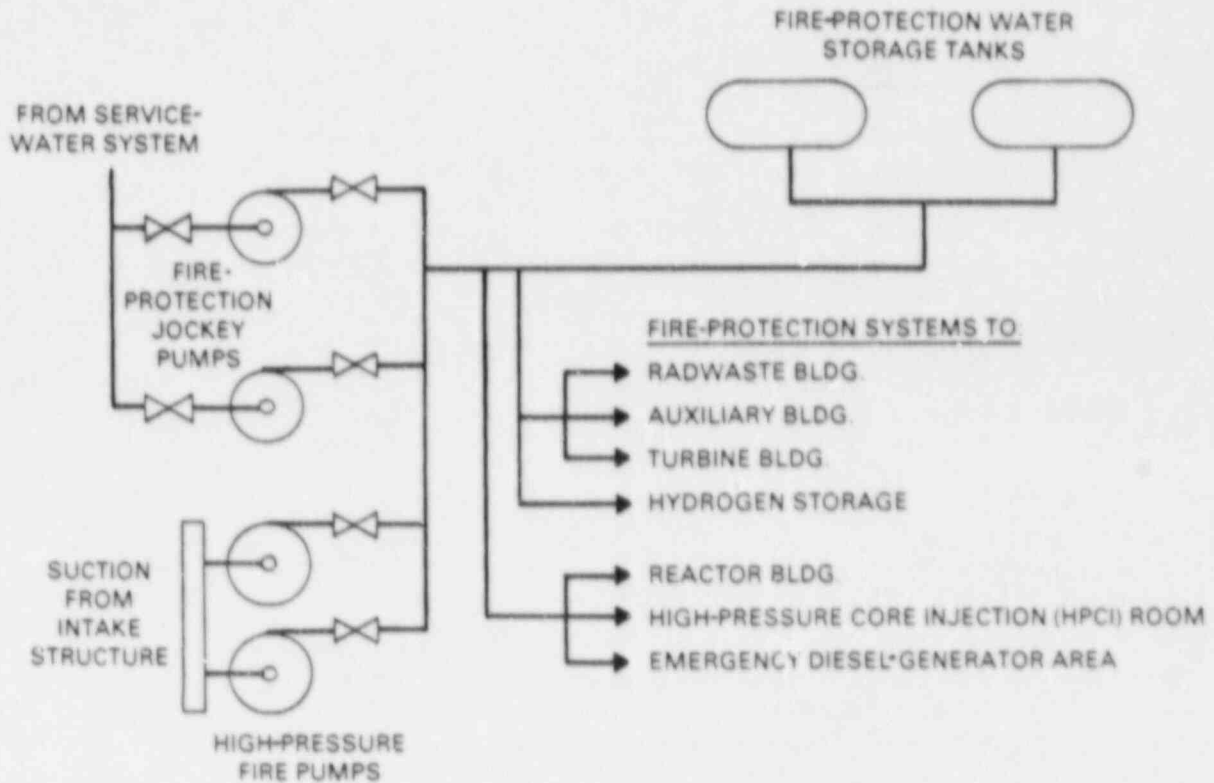 FIRE-PROTECTION WATER
STORAGE TANKS
FROM SERVICE-
WATER SYSTEM
FIRE-
PROTECTION
JOCKEY
PUMPS
FIRE-PROTECTION SYSTEMS TO:
RADWASTE BLDG.
AUXILIARY BLDG.
TURBINE BLDG.
HYDROGEN STORAGE
SUCTION
FROM
INTAKE
STRUCTURE
REACTOR BLDG.
HIGH-PRESSURE CORE INJECTION (HPCI) ROOM
EMERGENCY DIESEL-GENERATOR AREA
HIGH-PRESSURE
FIRE PUMPS